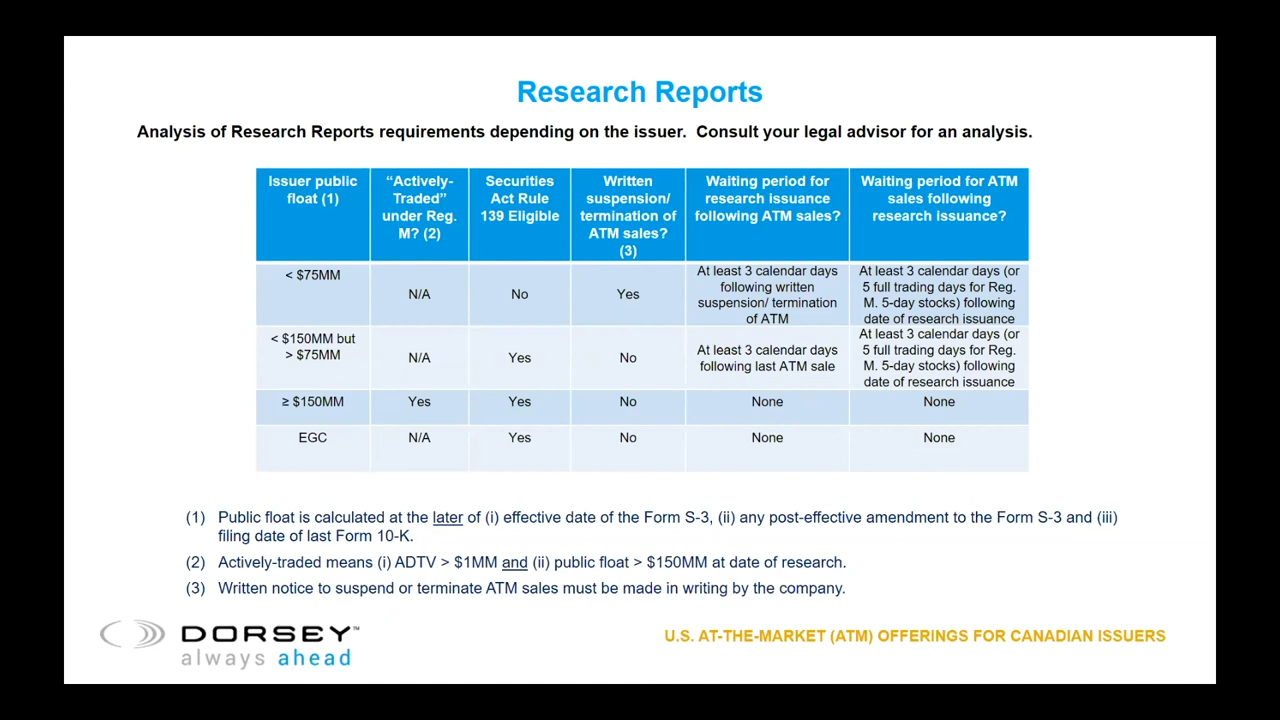 Research Reports
Analysis of Research Reports requirements depending on the issuer.  Consult your legal advisor for an analysis.
Issuer public
float (1)
“Actively-
Traded”
under Reg.
M? (2)
Securities
Act Rule
139 Eligible
Written
suspension/
termination of
ATM sales?
(3)
Waiting period for
research issuance
following ATM sales?
Waiting period for ATM
sales following
research issuance?
< $75MM
N/A
No
Yes
At least 3 calendar days
following written
suspension/ termination
of ATM
At least 3 calendar days (or
5 full trading days for Reg.
M. 5-day stocks) following
date of research issuance
< $150MM but
> $75MM
N/A
Yes
No
At least 3 calendar days
following last ATM sale
At least 3 calendar days (or
5 full trading days for Reg.
M. 5-day stocks) following
date of research issuance
≥ $150MM
Yes
Yes
No
None
None
EGC
N/A
Yes
No
None
None
(1) Public float is calculated at the later of (i) effective date of the Form S-3, (ii) any post-effective amendment to the Form S-3 and (iii)
filing date of last Form 10-K.
(2) Actively-traded means (i) ADTV > $1MM and (ii) public float > $150MM at date of research.
(3) Written notice to suspend or terminate ATM sales must be made in writing by the company.
DORSEY™
always ahead
U.S. AT-THE-MARKET (ATM) OFFERINGS FOR CANADIAN ISSUERS